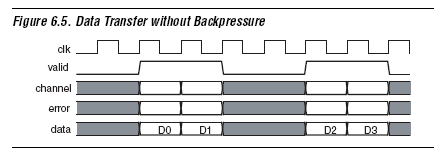 Figure 6.5. Data Transfer without Backpressure
clk
valid
channel
error
data D0 D1 D2 D3